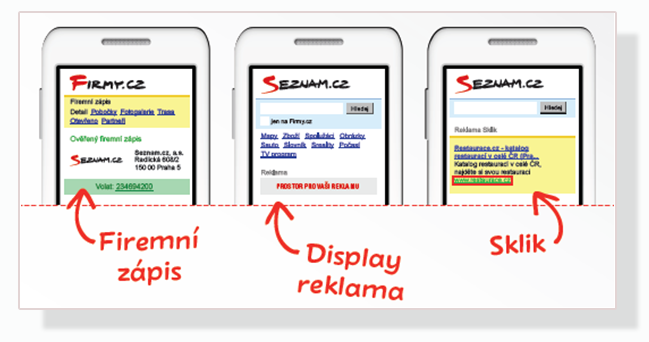 Firmy.cz
Firemní zápis
Detail Pobočky Fotogalerie Trasa
Otevřeno Partneři
Ověřený firemní zápis
Seznam.cz
Seznam.cz, a.s.
Radlická 608/2
150 00 Praha 5
Volat: 234694200
Firemní
zápis
Seznam.cz
Hledej
jen na Firmy.cz
Mapy Zboží Spolužáci Obrázky
Sauto Slovník Sreality Počasí
TV program
Reklama
PROSTOR PRO VAŠI REKLAMU
Display
reklama
Seznam.cz
Hledej
Reklama Sklik
Restaurace.cz - katalog
restaurací v celé ČR (Pra...
Katalog restaurací v celé ČR,
najděte si svou restauraci
www.restaurace.cz
Sklik